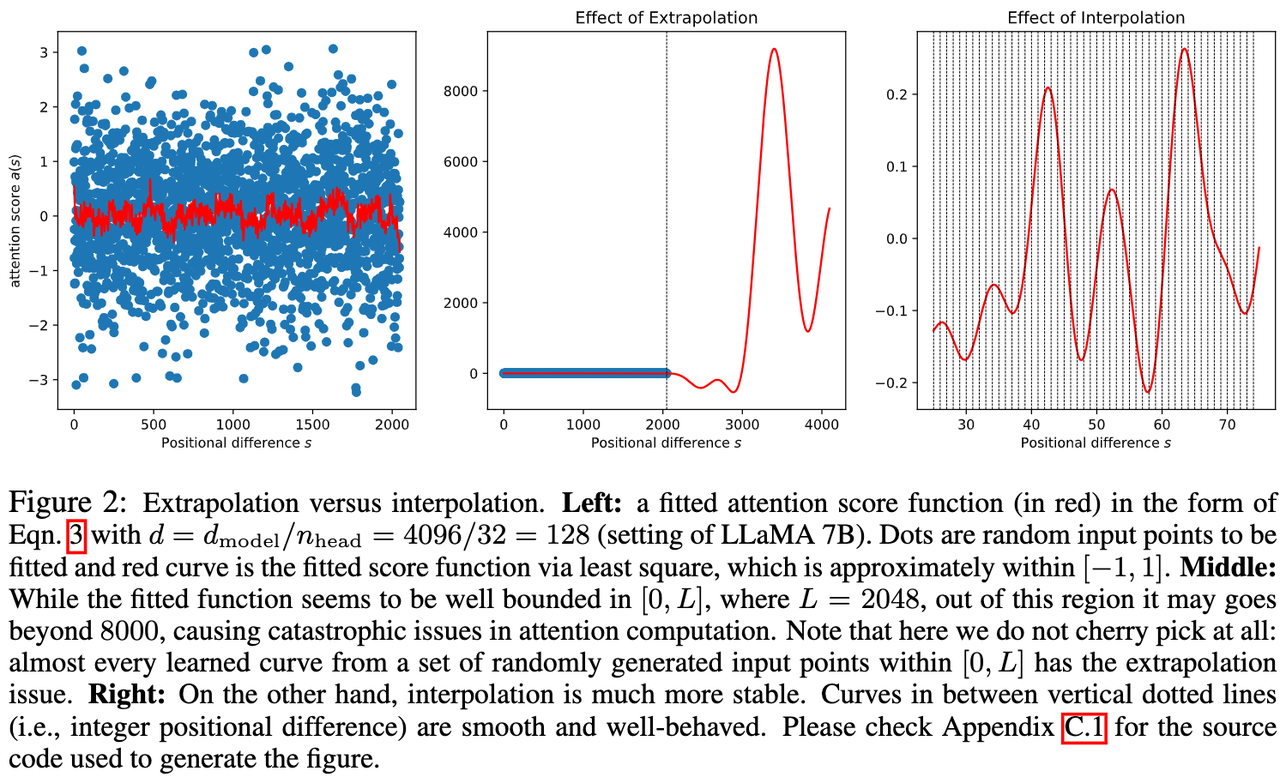 Effect of Extrapolation
Effect of Interpolation
attention score a(s)
3
2
1
0
−1
−2
−3
0
500
1000
1500
2000
Positional difference s
8000
6000
4000
2000
0
0
1000
2000
3000
4000
Positional difference s
0.2
0.1
0.0
−0.1
−0.2
30
40
50
60
70
Positional difference s
Figure 2: Extrapolation versus interpolation. Left: a fitted attention score function (in red) in the form of
Eqn. 3 with d = d_model/n_head = 4096/32 = 128 (setting of LLaMA 7B). Dots are random input points to be
fitted and red curve is the fitted score function via least square, which is approximately within [−1, 1]. Middle:
While the fitted function seems to be well bounded in [0, L], where L = 2048, out of this region it may goes
beyond 8000, causing catastrophic issues in attention computation. Note that here we do not cherry pick at all:
almost every learned curve from a set of randomly generated input points within [0, L] has the extrapolation
issue. Right: On the other hand, interpolation is much more stable. Curves in between vertical dotted lines
(i.e., integer positional difference) are smooth and well-behaved. Please check Appendix C.1 for the source
code used to generate the figure.